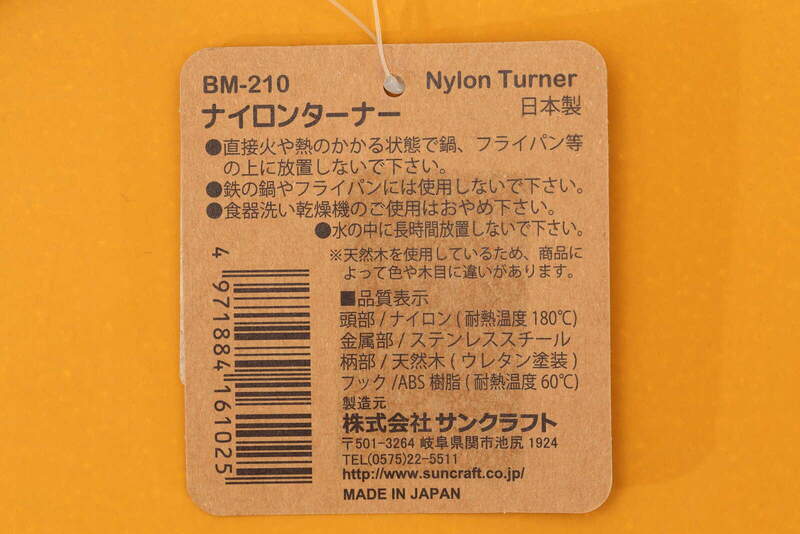 BM-210
Nylon Turner
ナイロンターナー
日本製
●直接火や熱のかかる状態で鍋、フライパン等
の上に放置しないで下さい。
●鉄の鍋やフライパンには使用しないで下さい。
●食器洗い乾燥機のご使用はおやめ下さい。
●水の中に長時間放置しないで下さい。
※天然木を使用しているため、商品に
よって色や木目に違いがあります。
■品質表示
頭部/ナイロン(耐熱温度180℃)
金属部/ステンレススチール
柄部/天然木(ウレタン塗装)
フック/ABS樹脂(耐熱温度60℃)
製造元
株式会社サンクラフト
〒501-3264 岐阜県関市池尻1924
TEL(0575)22-5511
http://www.suncraft.co.jp/
MADE IN JAPAN
4 971884 161025